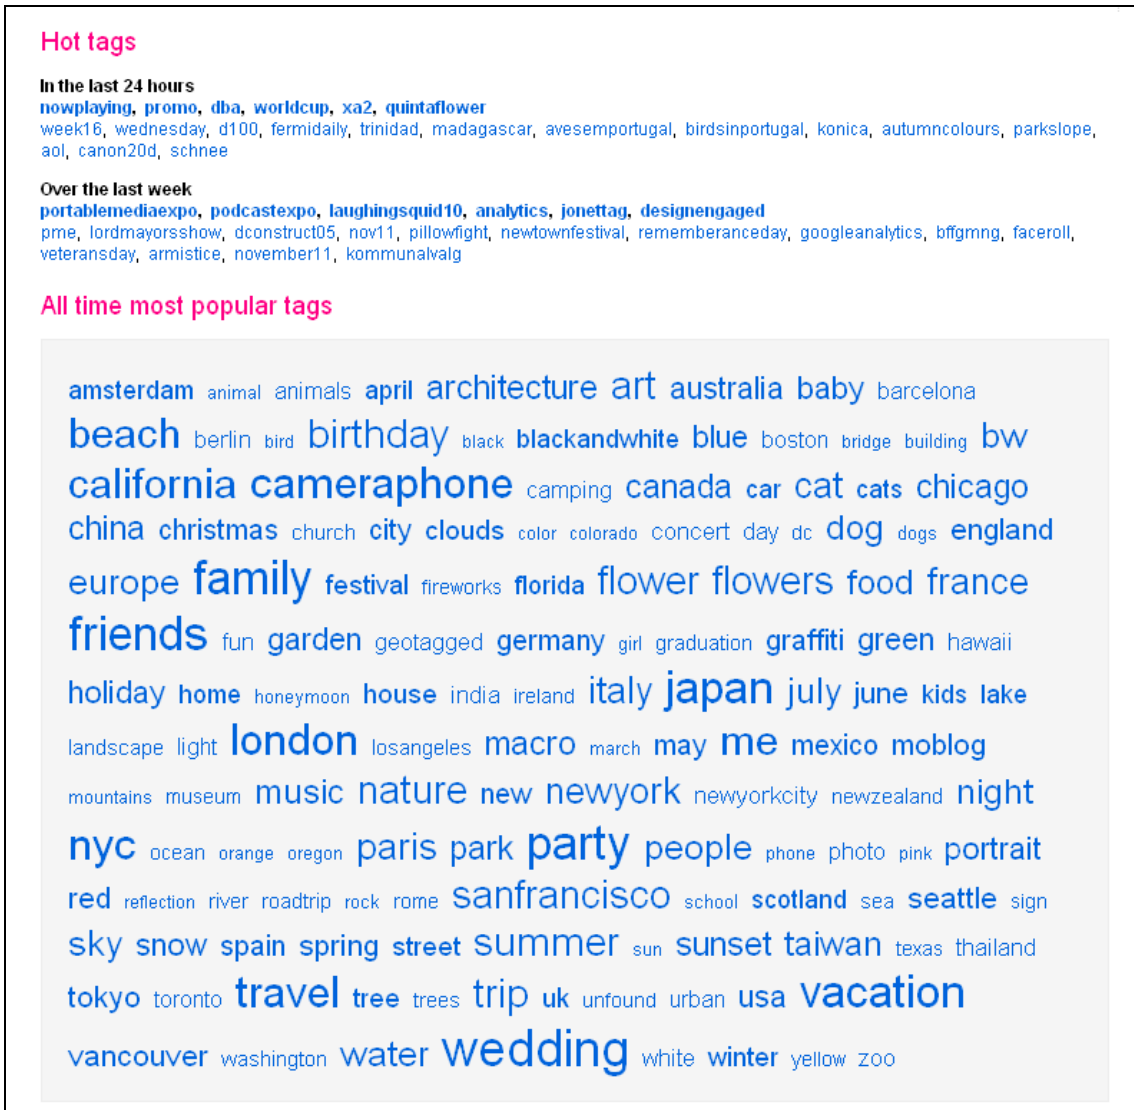 Hot tags
In the last 24 hours
nowplaying, promo, dba, worldcup, xa2, quintaflower
week16, wednesday, d100, fermidaily, trinidad, madagascar, avesemportugal, birdsinportugal, konica, autumncolours, parkslope,
aol, canon20d, schnee
Over the last week
portablemediaexpo, podcastexpo, laughingsquid10, analytics, jonettag, designengaged
pme, lordmayorsshow, dconstruct05, nov11, pillowfight, newtownfestival, rememberanceday, googleanalytics, bffgmng, faceroll,
veteransday, armistice, november11, kommunalvalg
All time most popular tags
amsterdam animal animals april architecture art australia baby barcelona
beach berlin bird birthday black blackandwhite blue boston bridge building bw
california cameraphone camping canada car cat cats chicago
china christmas church city clouds color colorado concert day dc dog dogs england
europe family festival fireworks florida flower flowers food france
friends fun garden geotagged germany girl graduation graffiti green hawaii
holiday home honeymoon house india ireland italy japan july june kids lake
landscape light london losangeles macro march may me mexico moblog
mountains museum music nature new newyork newyorkcity newzealand night
nyc ocean orange oregon paris park party people phone photo pink portrait
red reflection river roadtrip rock rome sanfrancisco school scotland sea seattle sign
sky snow spain spring street summer sun sunset taiwan texas thailand
tokyo toronto travel tree trees trip uk unfound urban usa vacation
vancouver washington water wedding white winter yellow zoo